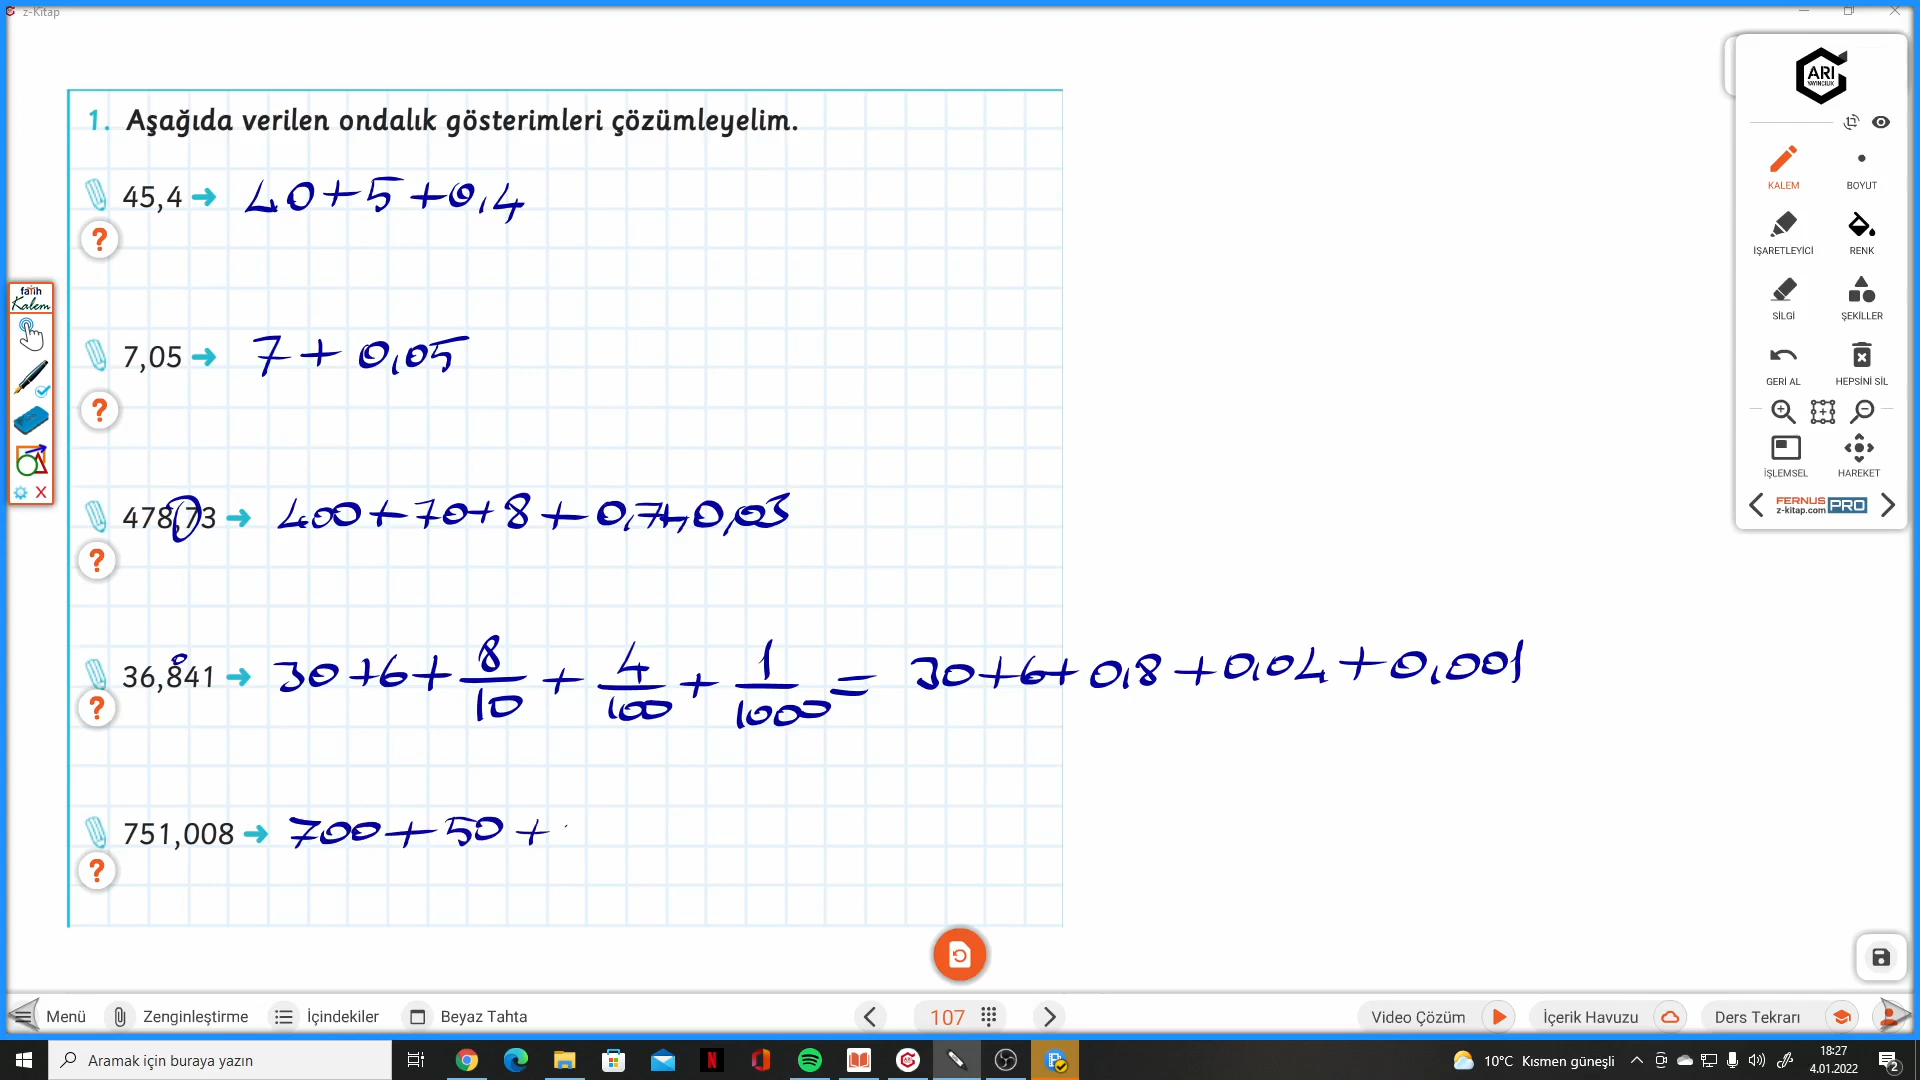 z-Kitap
1. Aşağıda verilen ondalık gösterimleri çözümleyelim.
45,4 → 40+5+0,4
?
7,05 → 7 + 0,05
?
478,73 → 400+70+8+0,7+0,03
?
36,841 → 30+6+8/10+4/100+1/1000= 30+6+0,8+0,04+0,001
?
751,008 → 700+50+
?
fatih
Kalem
X
ARI
YAYINCILIK
KALEM BOYUT
İŞARETLEYİCİ RENK
SİLGİ ŞEKİLLER
GERİ AL HEPSİNİ SİL
İŞLEMSEL HAREKET
FERNUS
z-kitap.com PRO
Menü Zenginleştirme İçindekiler Beyaz Tahta 107 Video Çözüm İçerik Havuzu Ders Tekrarı
Aramak için buraya yazın 10°C Kısmen güneşli 18:27
4.01.2022 2